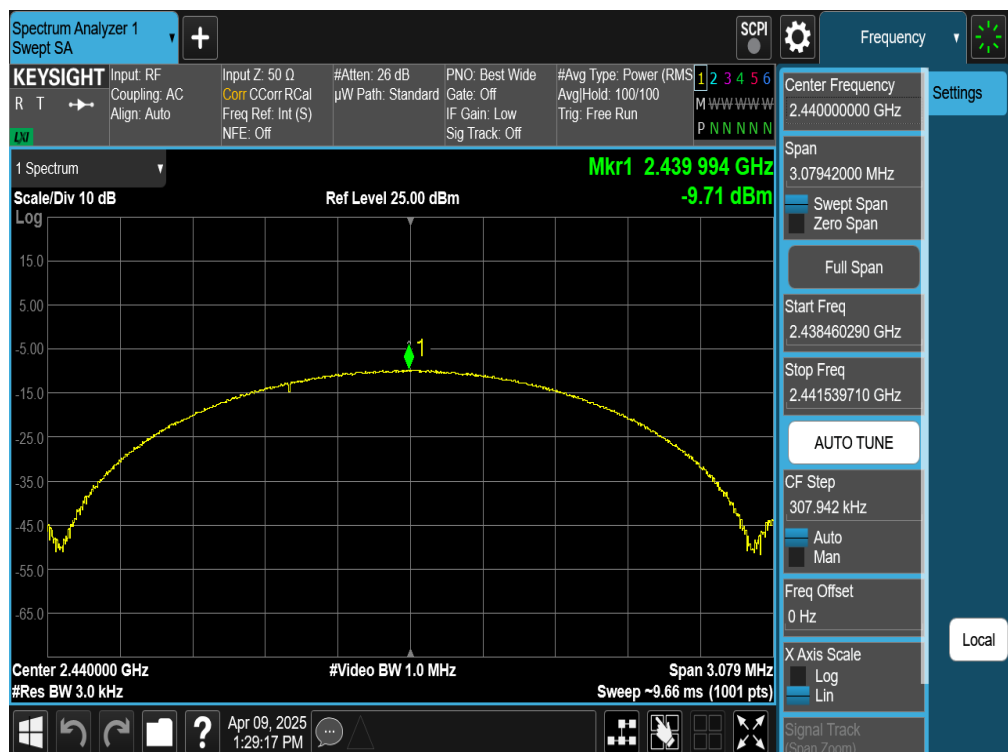 Spectrum Analyzer 1
Swept SA
+
SCPI
Frequency
KEYSIGHT
R T
LXI
Input: RF
Coupling: AC
Align: Auto
Input Z: 50 Ω
Corr CCorr RCal
Freq Ref: Int (S)
NFE: Off
#Atten: 26 dB
µW Path: Standard
PNO: Best Wide
Gate: Off
IF Gain: Low
Sig Track: Off
#Avg Type: Power (RMS
Avg|Hold: 100/100
Trig: Free Run
1 2 3 4 5 6
M W W W W W
P N N N N N
1 Spectrum
Mkr1 2.439 994 GHz
-9.71 dBm
Scale/Div 10 dB
Ref Level 25.00 dBm
Log
15.0
5.00
-5.00
-15.0
-25.0
-35.0
-45.0
-55.0
-65.0
1
Center 2.440000 GHz
#Video BW 1.0 MHz
Span 3.079 MHz
#Res BW 3.0 kHz
Sweep ~9.66 ms (1001 pts)
Center Frequency
2.440000000 GHz
Span
3.07942000 MHz
Swept Span
Zero Span
Full Span
Start Freq
2.438460290 GHz
Stop Freq
2.441539710 GHz
AUTO TUNE
CF Step
307.942 kHz
Auto
Man
Freq Offset
0 Hz
X Axis Scale
Log
Lin
Signal Track
(Span Zoom)
Settings
Local
?
Apr 09, 2025
1:29:17 PM